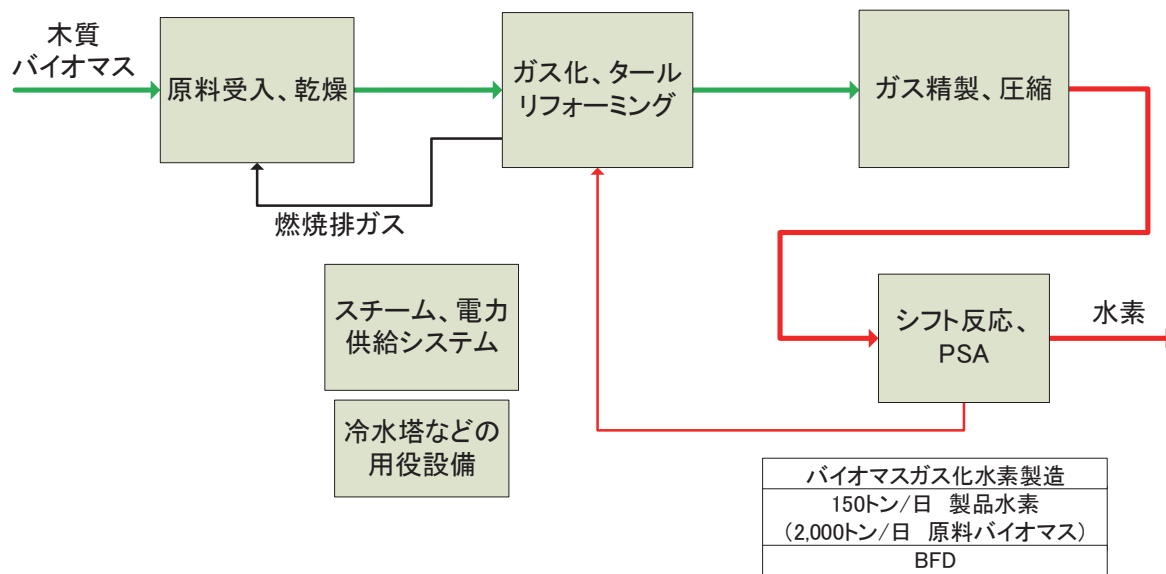 木質
バイオマス
原料受入、乾燥
ガス化、タール
リフォーミング
ガス精製、圧縮
燃焼排ガス
スチーム、電力
供給システム
シフト反応、
PSA
水素
冷水塔などの
用役設備
バイオマスガス化水素製造
150トン/日 製品水素
(2,000トン/日 原料バイオマス)
BFD